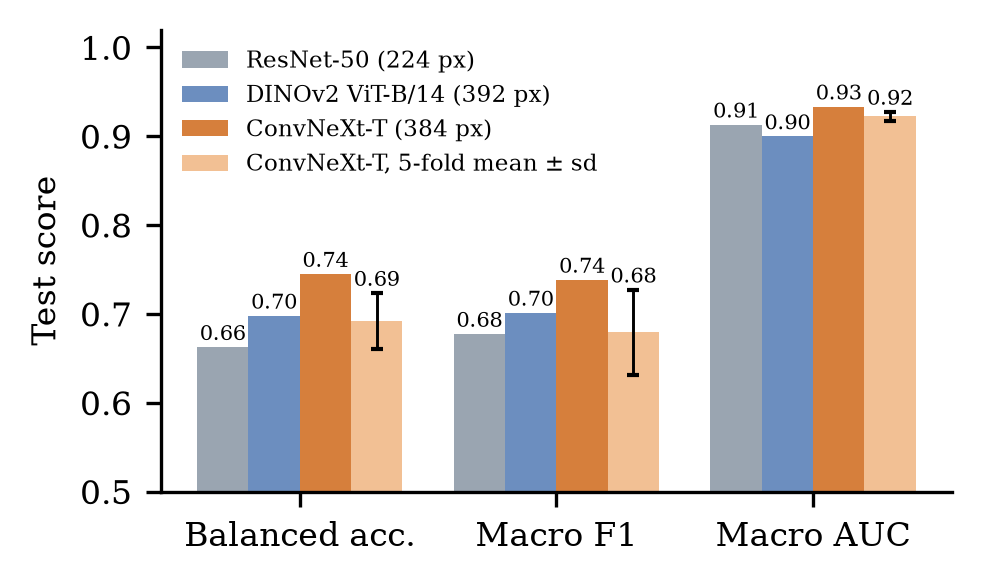 1.0
0.9
0.8
0.7
0.6
0.5
Test score
ResNet-50 (224 px)
DINOv2 ViT-B/14 (392 px)
ConvNeXt-T (384 px)
ConvNeXt-T, 5-fold mean ± sd
0.66
0.70
0.74
0.69
0.68
0.70
0.74
0.68
0.91
0.90
0.93
0.92
Balanced acc.
Macro F1
Macro AUC